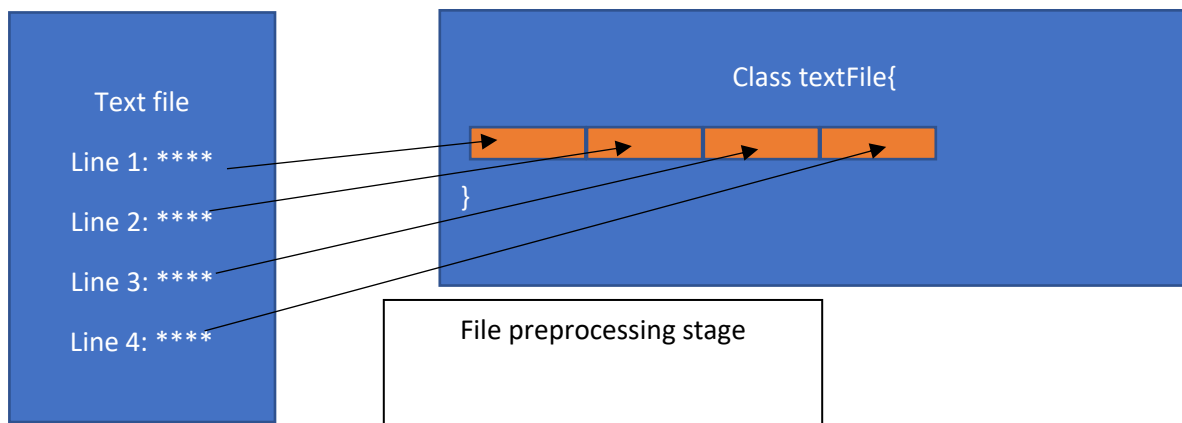 Text file
Line 1: ****
Line 2: ****
Line 3: ****
Line 4: ****
Class textFile{
}
File preprocessing stage